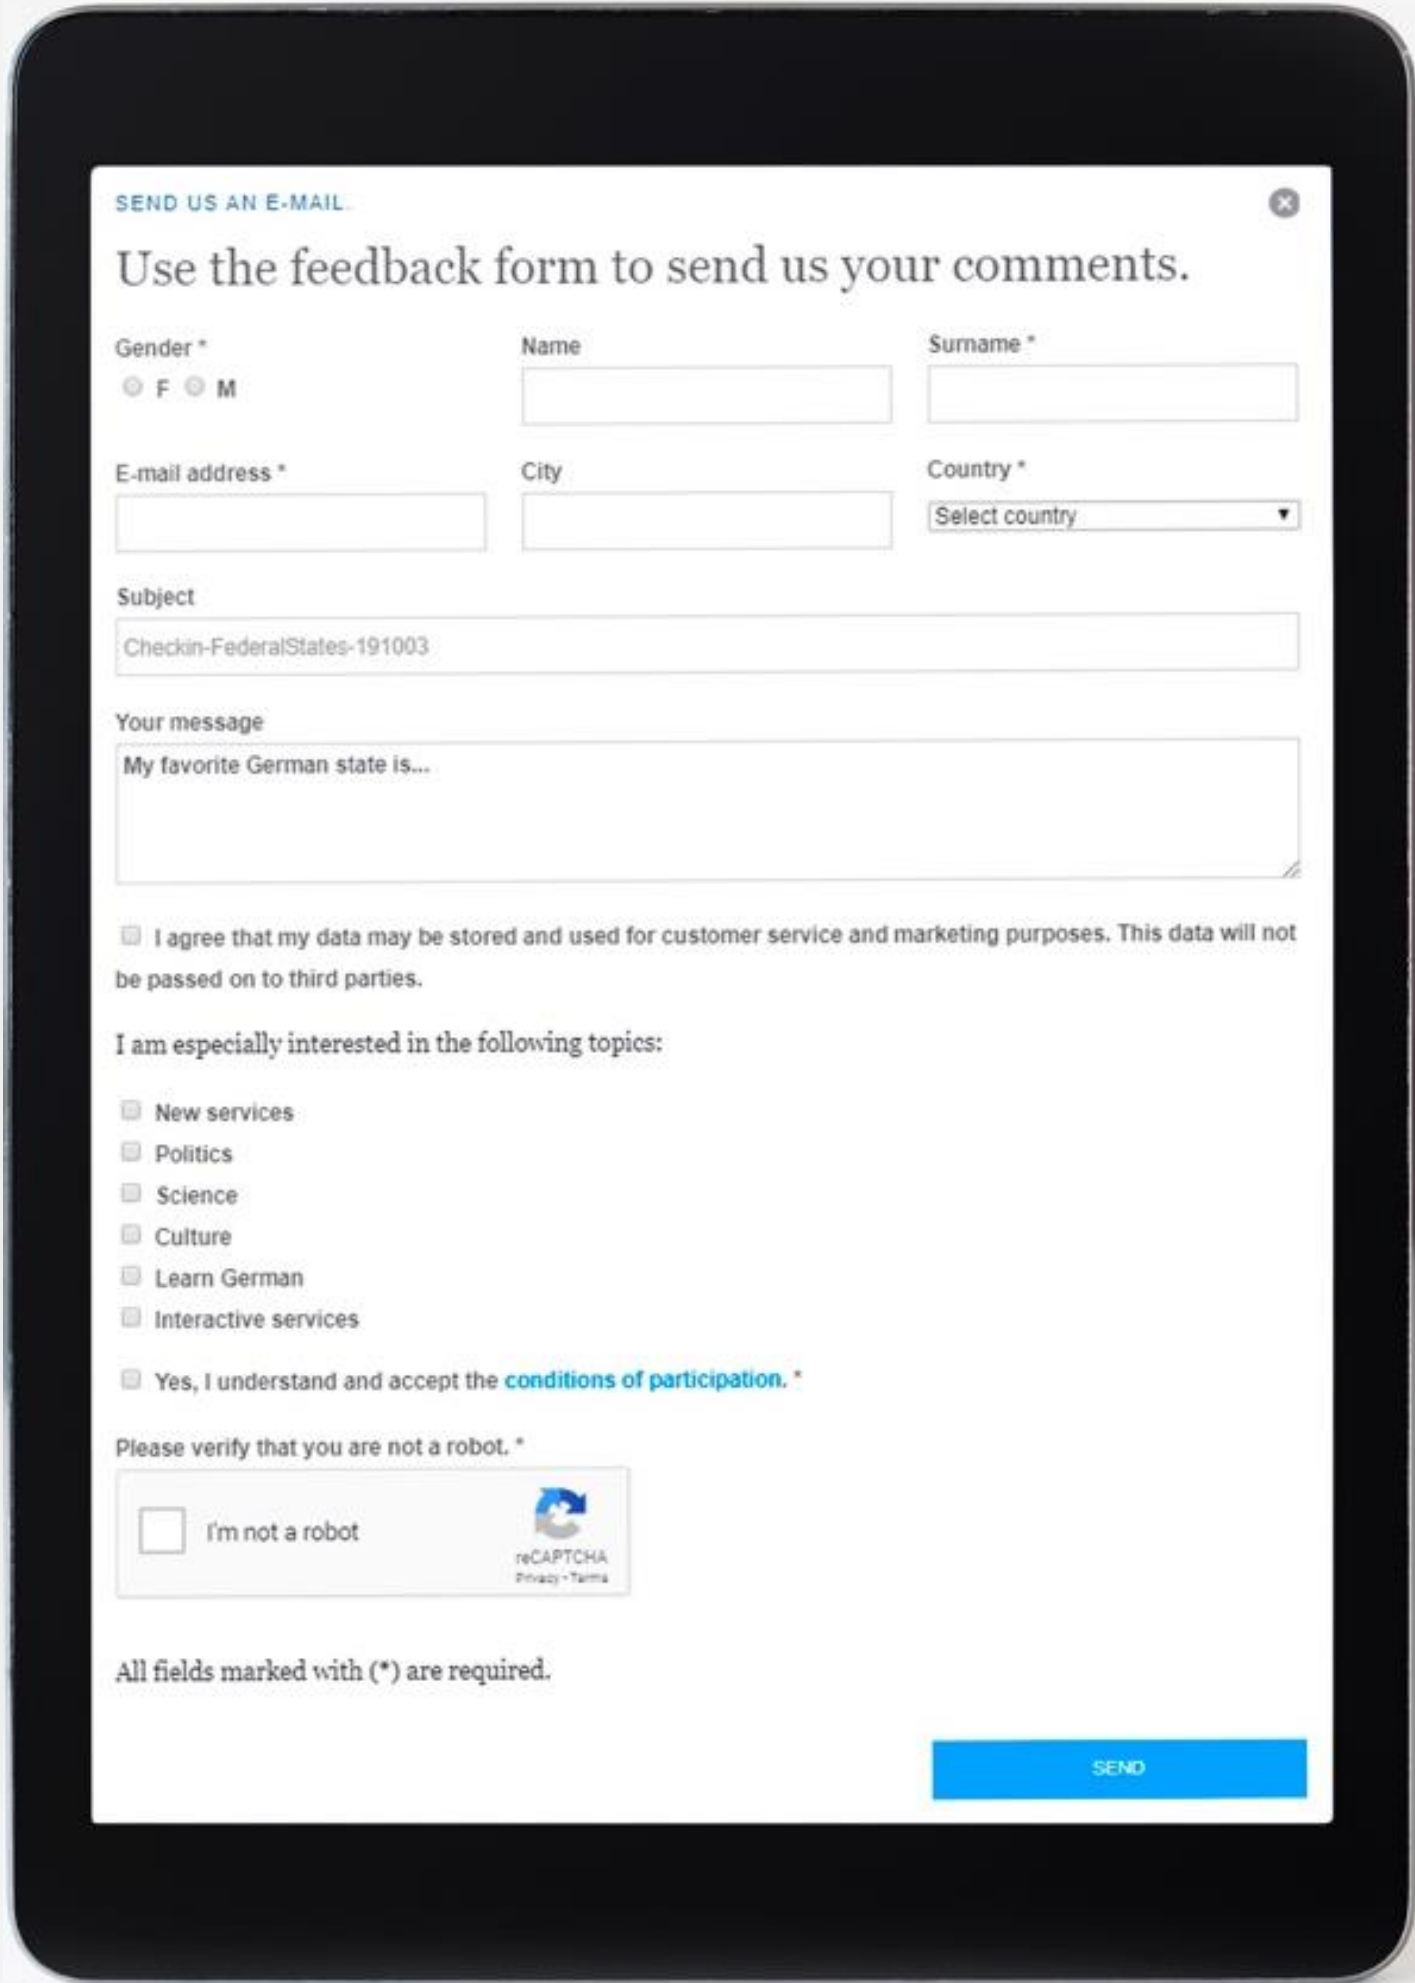 SEND US AN E-MAIL
Use the feedback form to send us your comments.
Gender * Name Surname *
F M
E-mail address * City Country *
Select country
Subject
Checkin-FederalStates-191003
Your message
My favorite German state is...
I agree that my data may be stored and used for customer service and marketing purposes. This data will not
be passed on to third parties.
I am especially interested in the following topics:
New services
Politics
Science
Culture
Learn German
Interactive services
Yes, I understand and accept the conditions of participation. *
Please verify that you are not a robot. *
I'm not a robot
reCAPTCHA
Privacy - Terms
All fields marked with (*) are required.
SEND